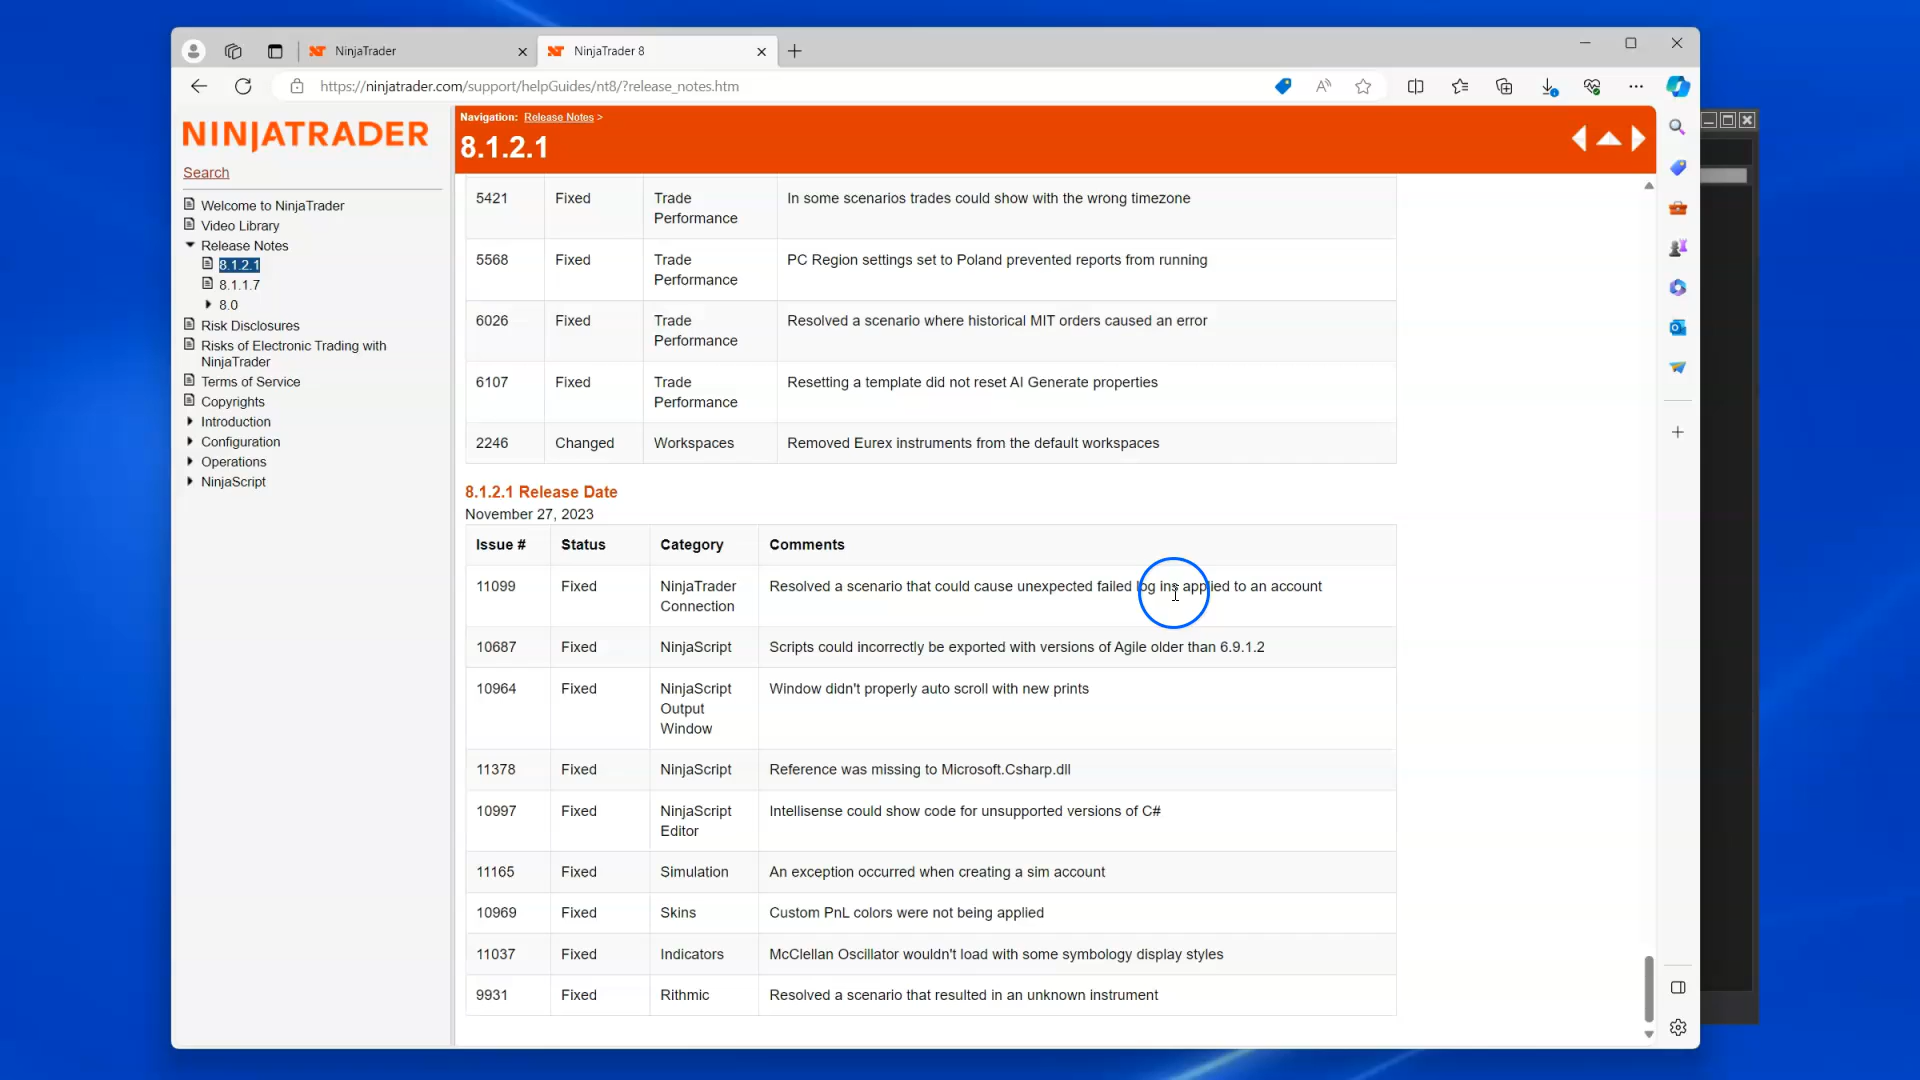 NinjaTrader
NinjaTrader 8
https://ninjatrader.com/support/helpGuides/nt8/?release_notes.htm
NINJATRADER
Search
Welcome to NinjaTrader
Video Library
Release Notes
8.1.2.1
8.1.1.7
8.0
Risk Disclosures
Risks of Electronic Trading with
NinjaTrader
Terms of Service
Copyrights
Introduction
Configuration
Operations
NinjaScript
Navigation: Release Notes >
8.1.2.1
5421 Fixed Trade In some scenarios trades could show with the wrong timezone
Performance
5568 Fixed Trade PC Region settings set to Poland prevented reports from running
Performance
6026 Fixed Trade Resolved a scenario where historical MIT orders caused an error
Performance
6107 Fixed Trade Resetting a template did not reset AI Generate properties
Performance
2246 Changed Workspaces Removed Eurex instruments from the default workspaces
8.1.2.1 Release Date
November 27, 2023
Issue # Status Category Comments
11099 Fixed NinjaTrader Resolved a scenario that could cause unexpected failed log ins applied to an account
Connection
10687 Fixed NinjaScript Scripts could incorrectly be exported with versions of Agile older than 6.9.1.2
10964 Fixed NinjaScript Window didn't properly auto scroll with new prints
Output
Window
11378 Fixed NinjaScript Reference was missing to Microsoft.Csharp.dll
10997 Fixed NinjaScript Intellisense could show code for unsupported versions of C#
Editor
11165 Fixed Simulation An exception occurred when creating a sim account
10969 Fixed Skins Custom PnL colors were not being applied
11037 Fixed Indicators McClellan Oscillator wouldn't load with some symbology display styles
9931 Fixed Rithmic Resolved a scenario that resulted in an unknown instrument